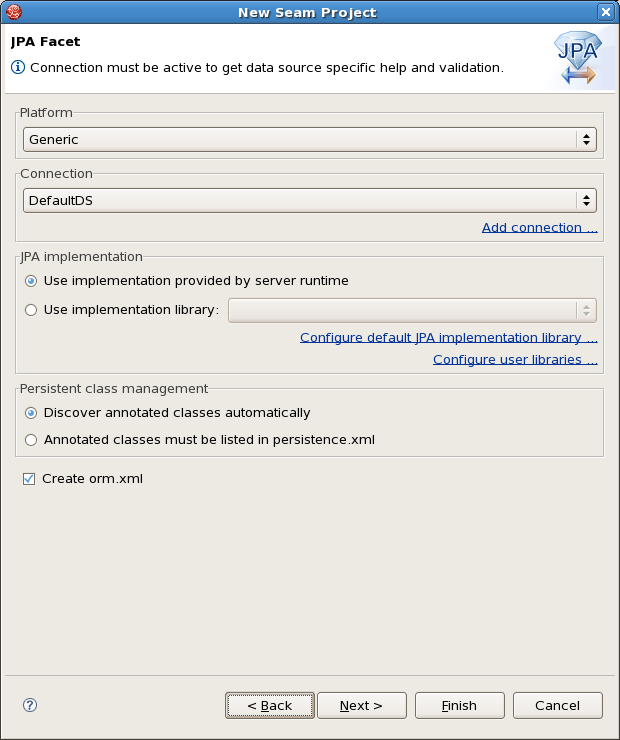 New Seam Project
JPA Facet
Connection must be active to get data source specific help and validation.
JPA
Platform
Generic
Connection
DefaultDS
Add connection ...
JPA implementation
Use implementation provided by server runtime
Use implementation library:
Configure default JPA implementation library ...
Configure user libraries ...
Persistent class management
Discover annotated classes automatically
Annotated classes must be listed in persistence.xml
Create orm.xml
< Back
Next >
Finish
Cancel